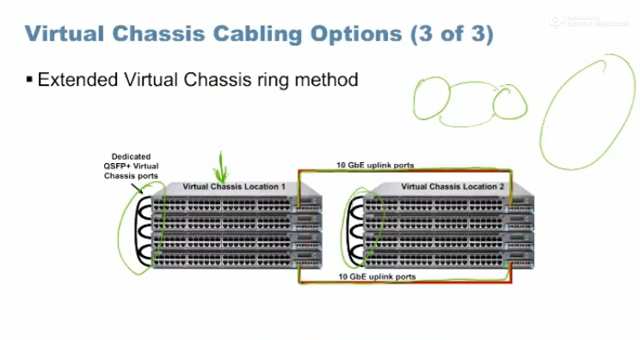 Virtual Chassis Cabling Options (3 of 3)
▪ Extended Virtual Chassis ring method
Dedicated
QSFP+ Virtual
Chassis ports
10 GbE uplink ports
Virtual Chassis Location 1
Virtual Chassis Location 2
10 GbE uplink ports